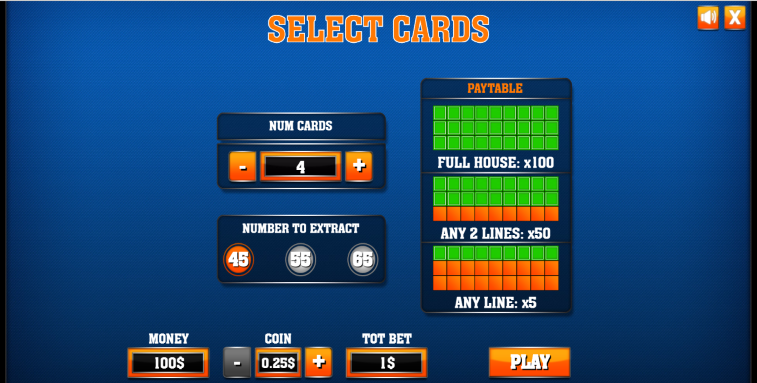 SELECT CARDS
X
PAYTABLE
NUM CARDS
- 4 +
FULL HOUSE: x100
NUMBER TO EXTRACT
45 55 65
ANY 2 LINES: x50
ANY LINE: x5
MONEY COIN TOT BET
100$ - 0.25$ + 1$ PLAY